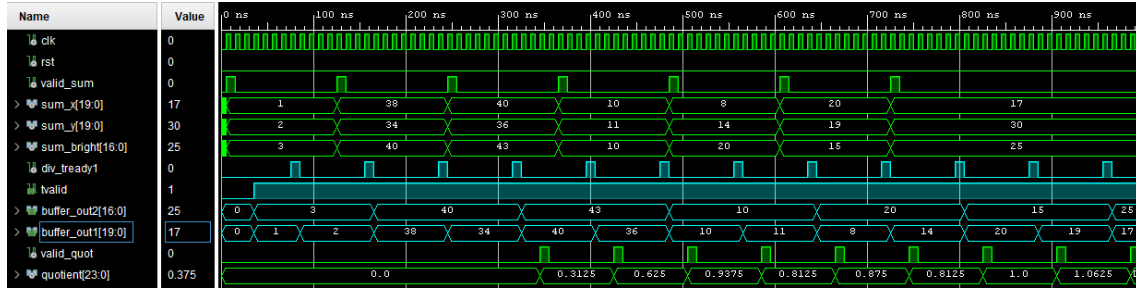 Name Value 0 ns 100 ns 200 ns 300 ns 400 ns 500 ns 600 ns 700 ns 800 ns 900 ns
clk 0
rst 0
valid_sum 0
sum_x[19:0] 17 1 38 40 10 8 20 17
sum_y[19:0] 30 2 34 36 11 14 19 30
sum_bright[16:0] 25 3 40 43 10 20 15 25
div_tready1 0
tvalid 1
buffer_out2[16:0] 25 0 3 40 43 10 20 15 25
buffer_out1[19:0] 17 0 1 2 38 34 40 36 10 11 8 14 20 19 17
valid_quot 0
quotient[23:0] 0.375 0.0 0.3125 0.625 0.9375 0.8125 0.875 0.8125 1.0 1.0625